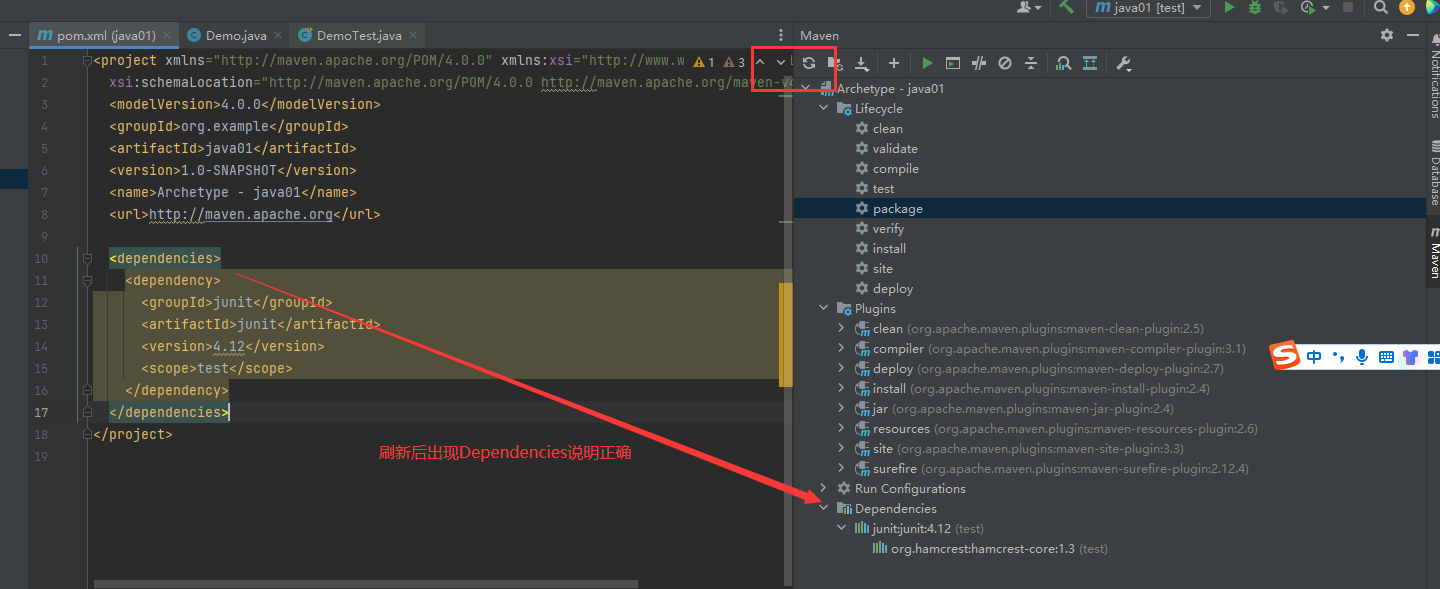 java01 [test]
pom.xml (java01)
Demo.java
DemoTest.java
Maven
1 <project xmlns="http://maven.apache.org/POM/4.0.0" xmlns:xsi="http://www.w
1 3
2 xsi:schemaLocation="http://maven.apache.org/POM/4.0.0 http://maven.apache.org/maven-v4
3 <modelVersion>4.0.0</modelVersion>
4 <groupId>org.example</groupId>
5 <artifactId>java01</artifactId>
6 <version>1.0-SNAPSHOT</version>
7 <name>Archetype - java01</name>
8 <url>http://maven.apache.org</url>
9
10 <dependencies>
11 <dependency>
12 <groupId>junit</groupId>
13 <artifactId>junit</artifactId>
14 <version>4.12</version>
15 <scope>test</scope>
16 </dependency>
17 </dependencies>
18 </project>
19
刷新后出现Dependencies说明正确
Archetype - java01
Lifecycle
clean
validate
compile
test
package
verify
install
site
deploy
Plugins
clean (org.apache.maven.plugins:maven-clean-plugin:2.5)
compiler (org.apache.maven.plugins:maven-compiler-plugin:3.1)
deploy (org.apache.maven.plugins:maven-deploy-plugin:2.7)
install (org.apache.maven.plugins:maven-install-plugin:2.4)
jar (org.apache.maven.plugins:maven-jar-plugin:2.4)
resources (org.apache.maven.plugins:maven-resources-plugin:2.6)
site (org.apache.maven.plugins:maven-site-plugin:3.3)
surefire (org.apache.maven.plugins:maven-surefire-plugin:2.12.4)
Run Configurations
Dependencies
junit:junit:4.12 (test)
org.hamcrest:hamcrest-core:1.3 (test)
Notifications
Database
Maven
中